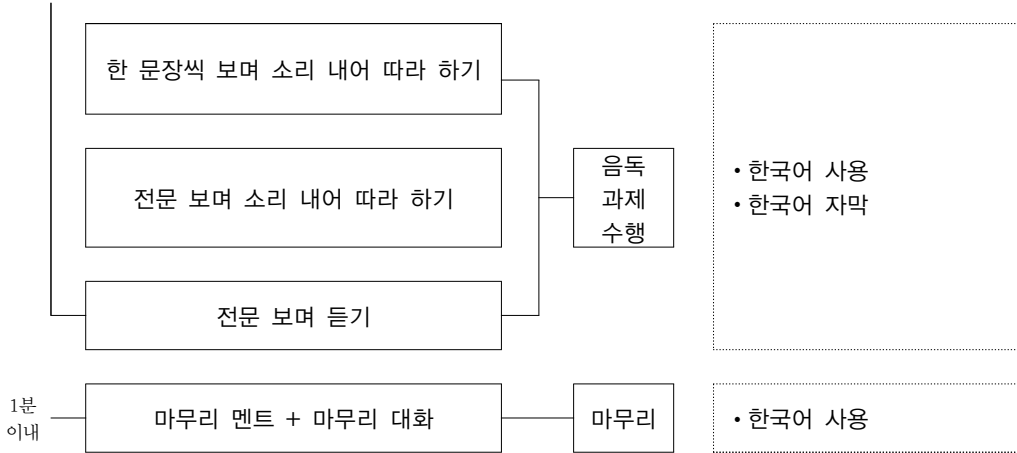 한 문장씩 보며 소리 내어 따라 하기
전문 보며 소리 내어 따라 하기
음독
과제
수행
• 한국어 사용
• 한국어 자막
전문 보며 듣기
1분
이내
마무리 멘트 + 마무리 대화
마무리
• 한국어 사용